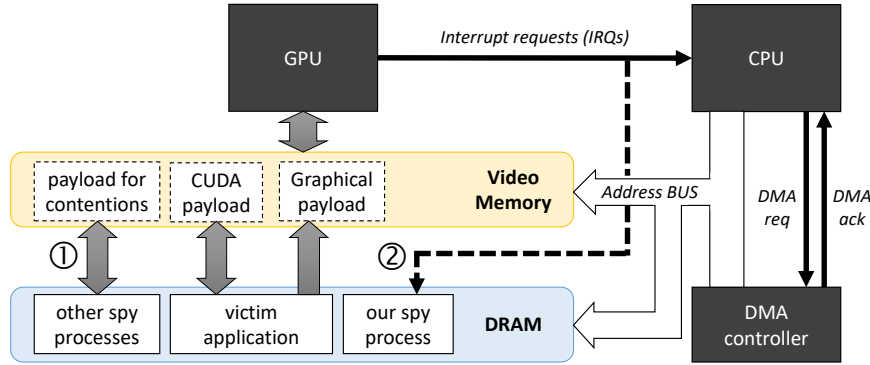 Interrupt requests (IRQs)
GPU
CPU
payload for
contentions
CUDA
payload
Graphical
payload
Video
Memory
Address BUS
DMA
req
DMA
ack
①
②
other spy
processes
victim
application
our spy
process
DRAM
DMA
controller